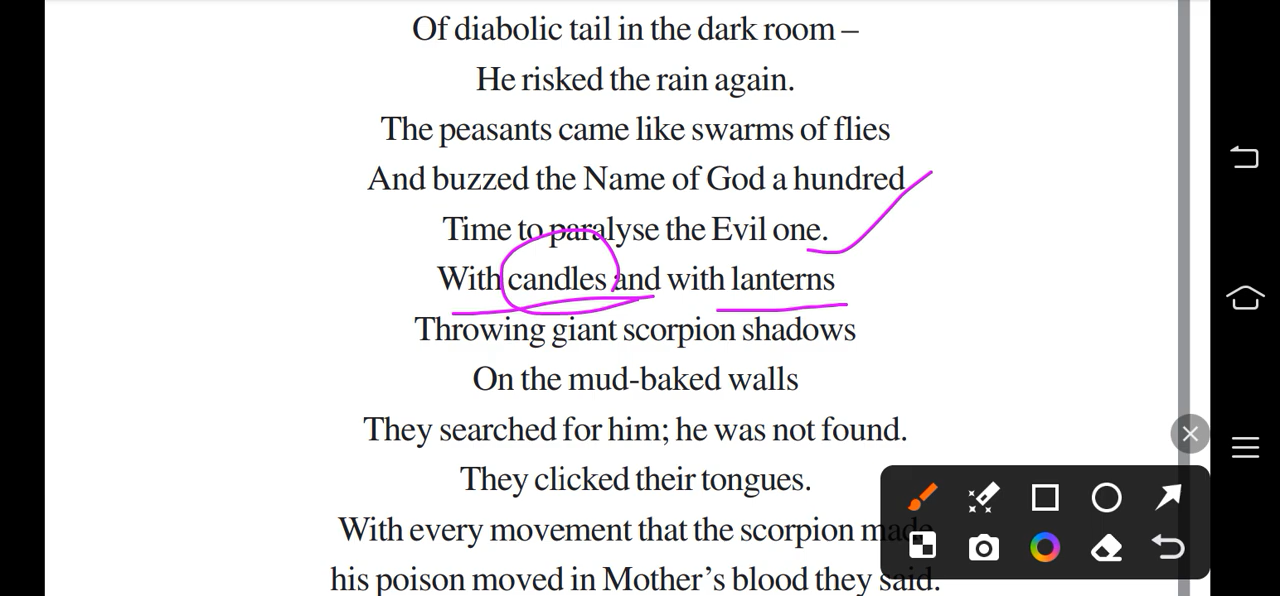 Of diabolic tail in the dark room –
He risked the rain again.
The peasants came like swarms of flies
And buzzed the Name of God a hundred
Time to paralyse the Evil one.
With candles and with lanterns
Throwing giant scorpion shadows
On the mud-baked walls
They searched for him; he was not found.
They clicked their tongues.
With every movement that the scorpion made
his poison moved in Mother’s blood they said.